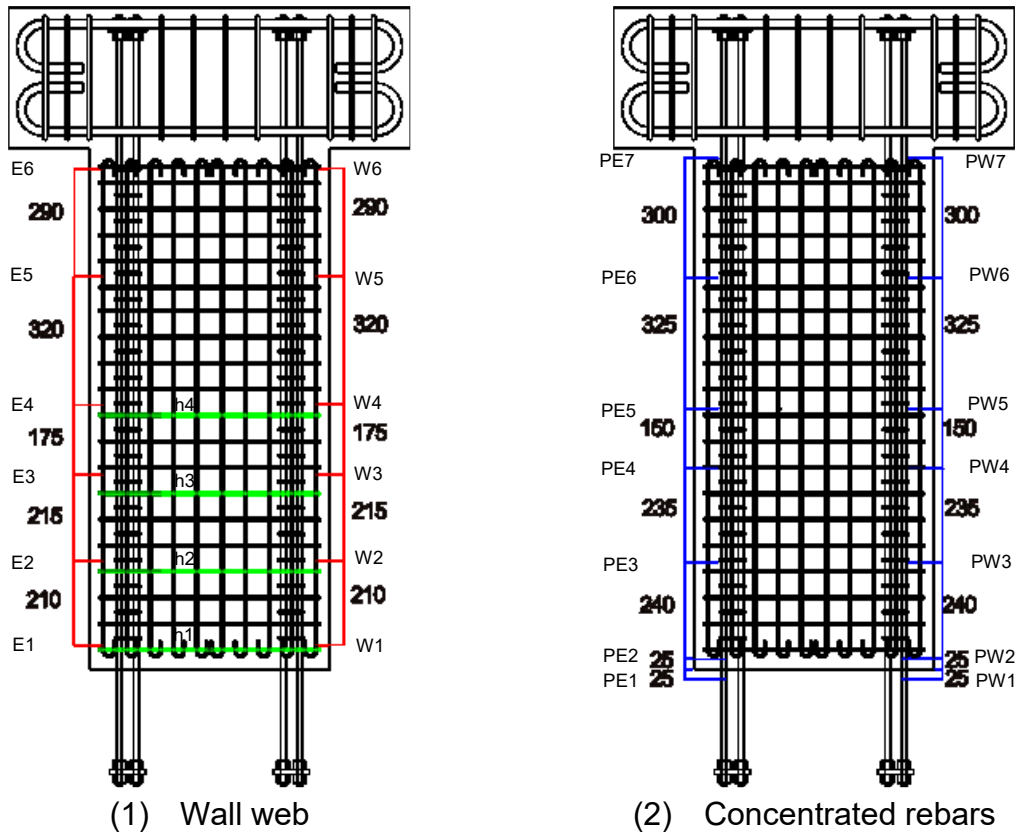 E6
W6
290
290
E5
W5
320
320
E4
h4
W4
175
175
E3
h3
W3
215
215
E2
h2
W2
210
210
E1
h1
W1
(1) Wall web
PE7
PW7
300
300
PE6
PW6
325
325
PE5
PW5
150
150
PE4
PW4
235
235
PE3
PW3
240
240
PE2
25
25
PW2
PE1
25
25
PW1
(2) Concentrated rebars